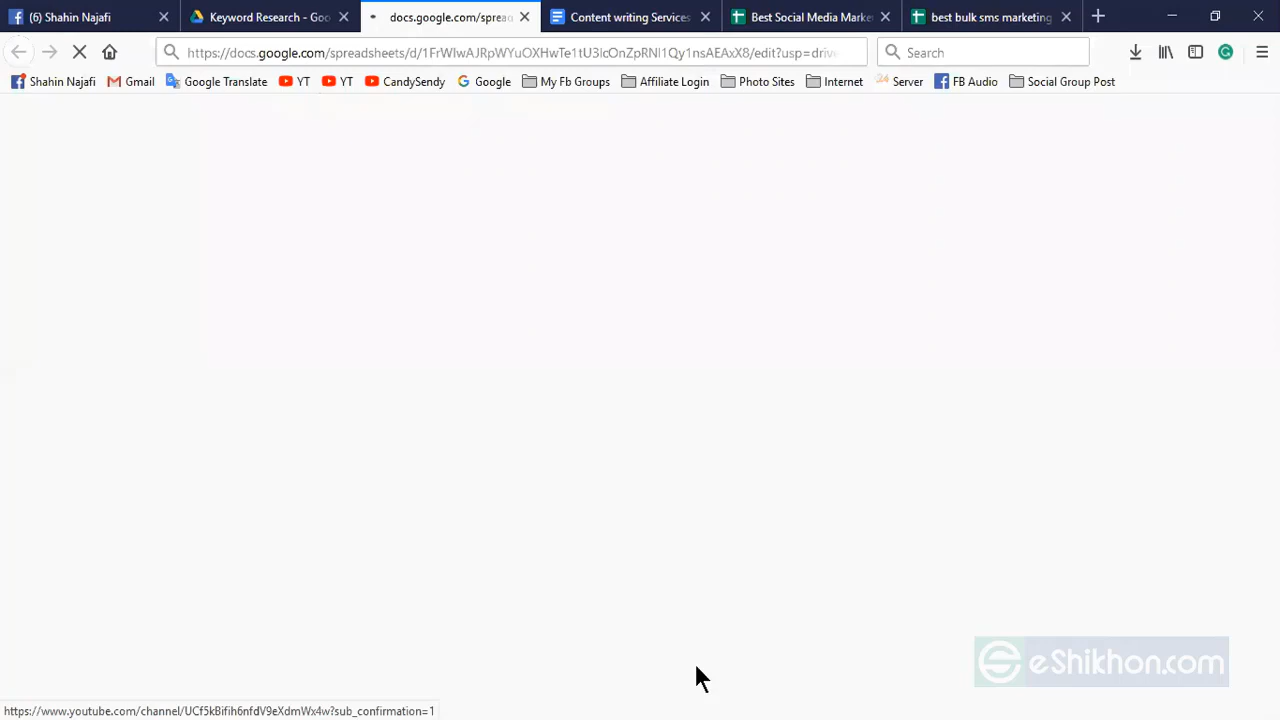 (6) Shahin Najafi
Keyword Research - Goo
docs.google.com/sprea
Content writing Services
Best Social Media Marke
best bulk sms marketing
https://docs.google.com/spreadsheets/d/1FrWIwAJRpWYuOXHwTe1tU3lcOnZpRNl1Qy1nsAEAxX8/edit?usp=drive
Search
Shahin Najafi
Gmail
Google Translate
YT
YT
CandySendy
Google
My Fb Groups
Affiliate Login
Photo Sites
Internet
Server
FB Audio
Social Group Post
eShikhon.com
https://www.youtube.com/channel/UCf5kBifih6nfdV9eXdmWx4w?sub_confirmation=1